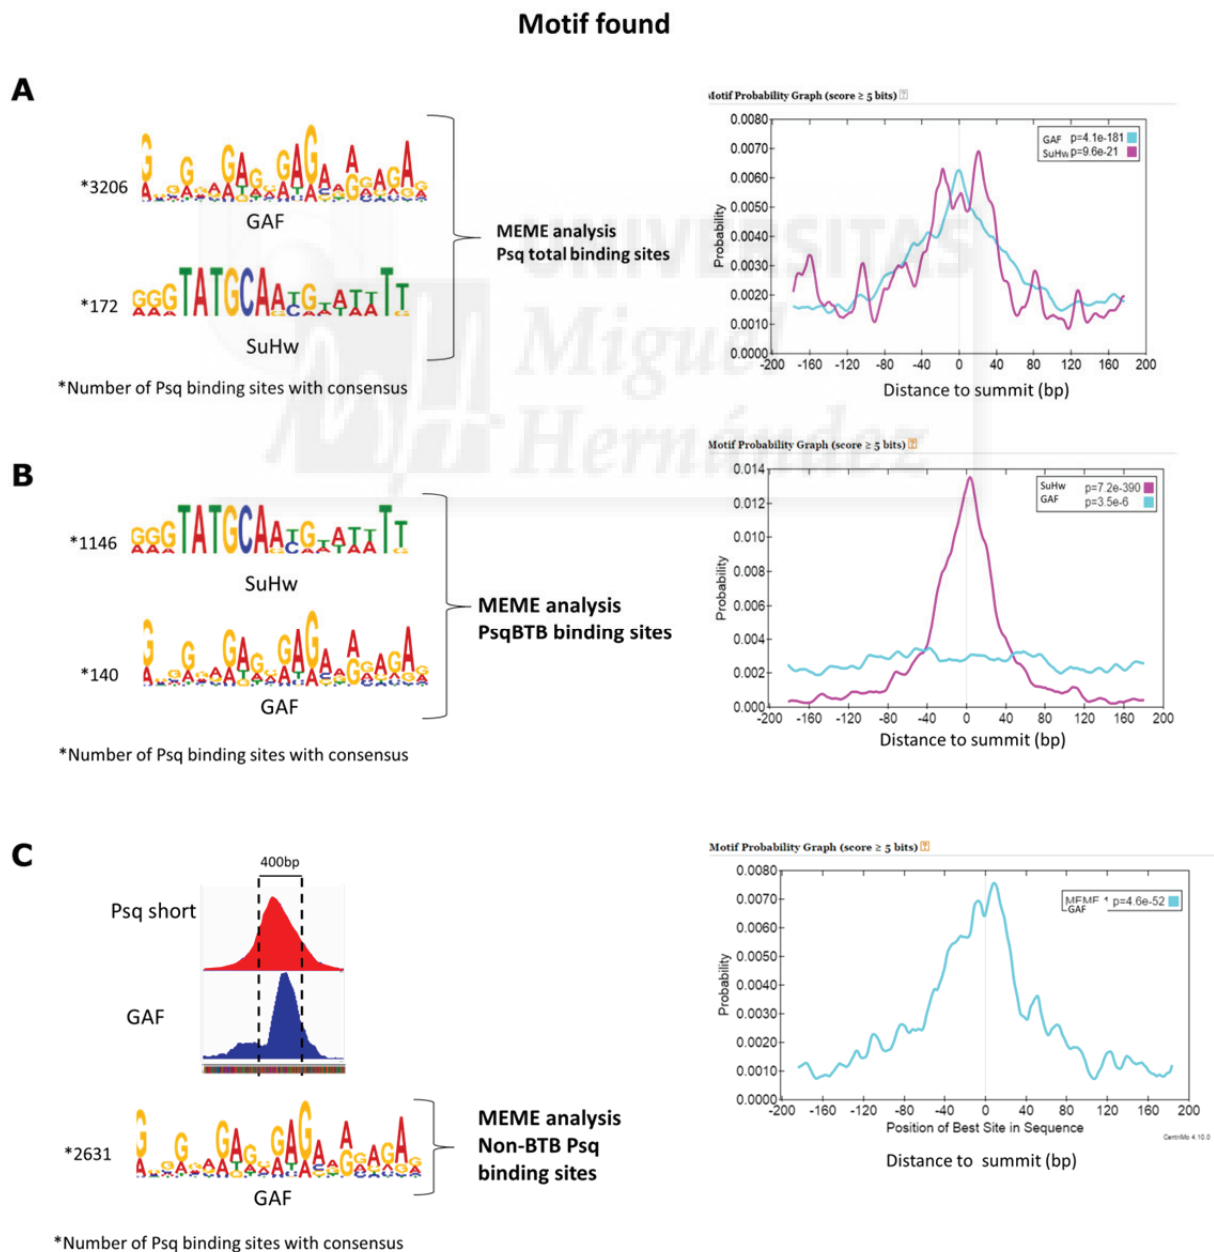 Motif found
A
*3206
GAF
GGGTATGCAATGTATTTT
*172
SuHw
*Number of Psq binding sites with consensus
MEME analysis
Psq total binding sites
UNIVERSITAS
Miguel
Hernández
Motif Probability Graph (score ≥ 5 bits)
GAF p=4.1e-181
SuHw p=9.6e-21
Probability
0.0080
0.0070
0.0060
0.0050
0.0040
0.0030
0.0020
0.0010
0.0000
-200 -160 -120 -80 -40 0 40 80 120 160 200
Distance to summit (bp)
B
*1146
GGGTATGCAATGTATTTT
SuHw
*140
GAF
*Number of Psq binding sites with consensus
MEME analysis
PsqBTB binding sites
Motif Probability Graph (score ≥ 5 bits)
SuHw p=7.2e-390
GAF p=3.5e-6
Probability
0.014
0.012
0.010
0.008
0.006
0.004
0.002
0.000
-200 -160 -120 -80 -40 0 40 80 120 160 200
Distance to summit (bp)
C
400bp
Psq short
GAF
*2631
GAF
*Number of Psq binding sites with consensus
MEME analysis
Non-BTB Psq
binding sites
Motif Probability Graph (score ≥ 5 bits)
p=4.6e-52
GAF
Probability
0.0080
0.0070
0.0060
0.0050
0.0040
0.0030
0.0020
0.0010
0.0000
-200 -160 -120 -80 -40 0 40 80 120 160 200
Position of Best Site in Sequence
CentriMo 4.10.0
Distance to summit (bp)